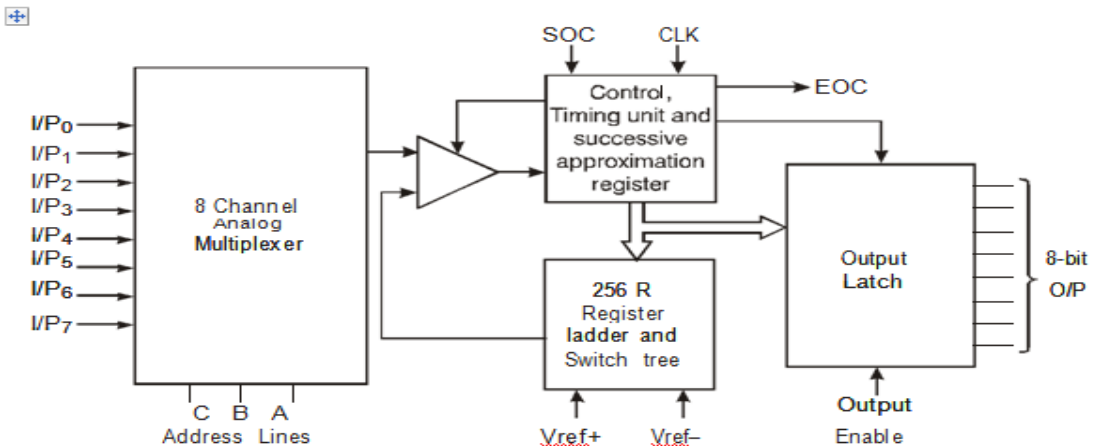 SOC
CLK
EOC
Control,
Timing unit and
successive
approximation
register
I/P0
I/P1
I/P2
I/P3
I/P4
I/P5
I/P6
I/P7
8 Channel
Analog
Multiplexer
C B A
Address Lines
256 R
Register
ladder and
Switch tree
Vref+
Vref–
Output
Latch
8-bit
O/P
Output
Enable